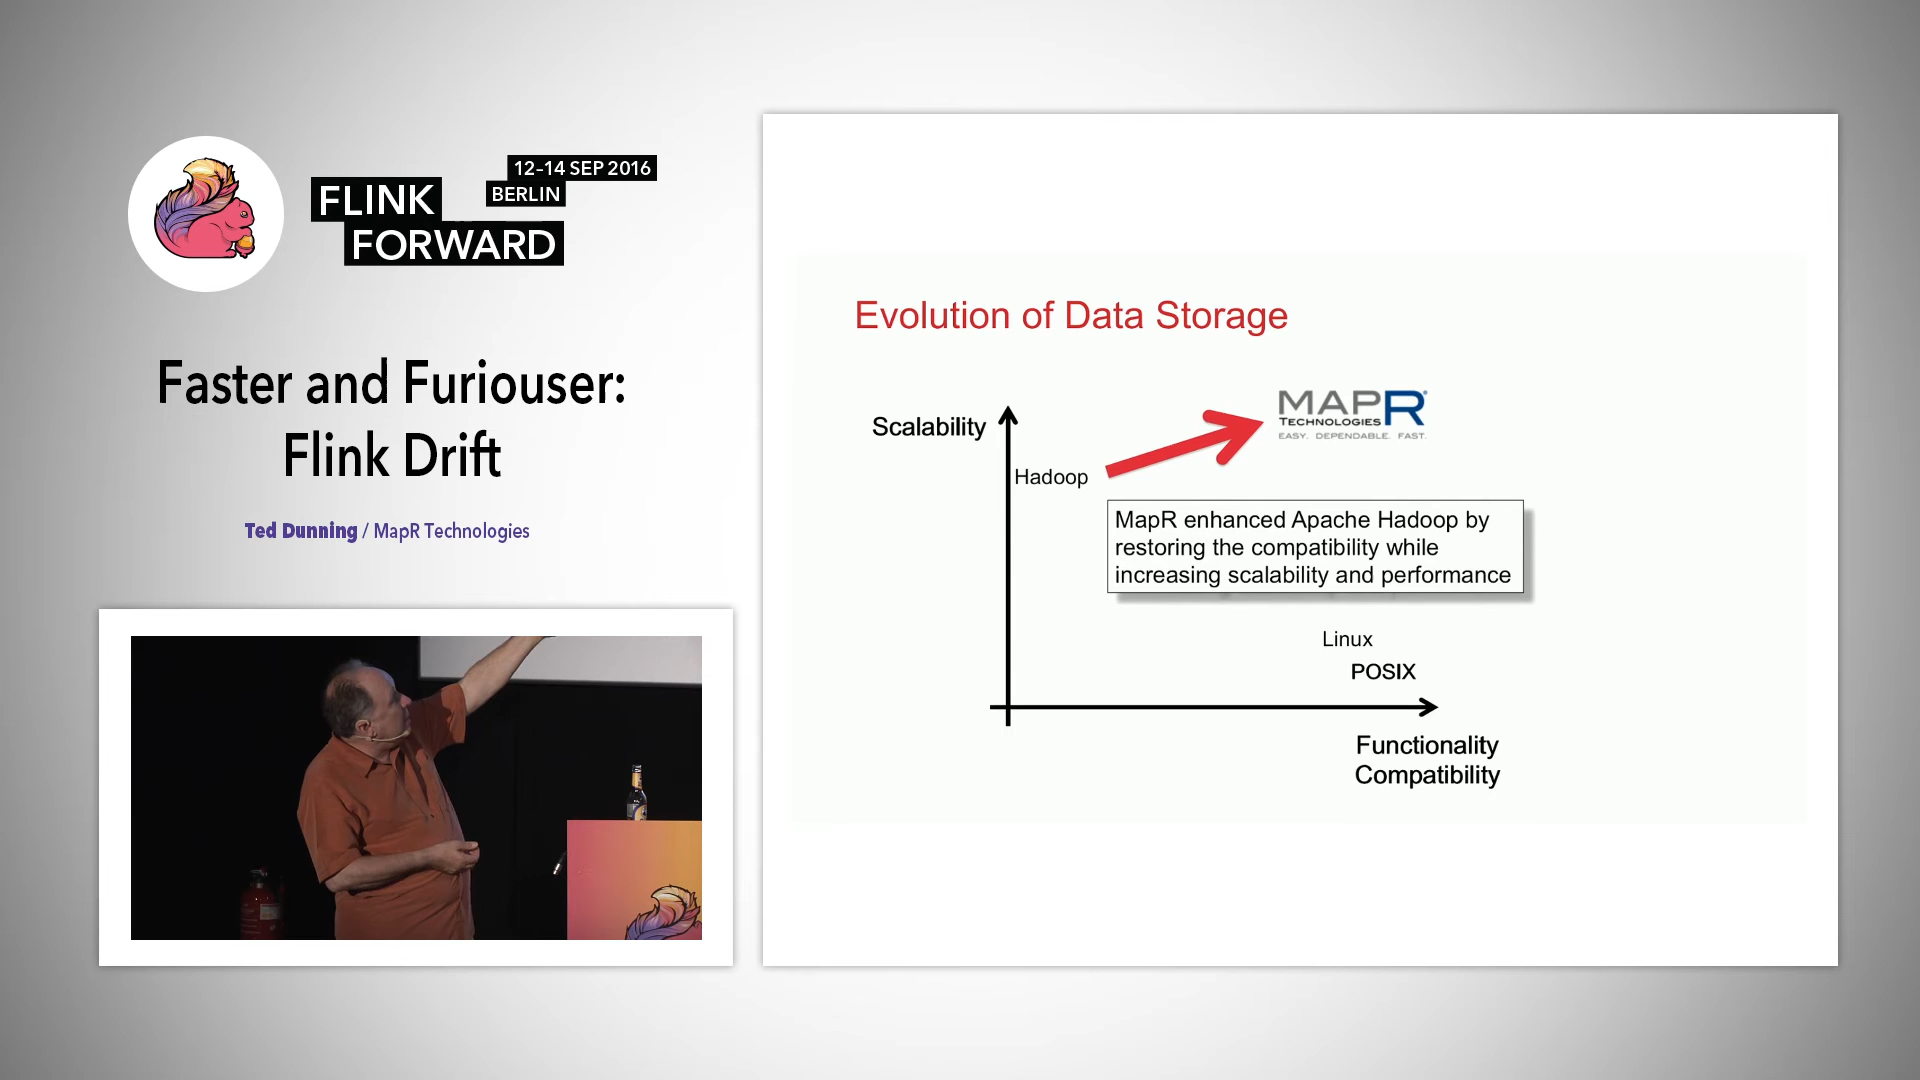 12–14 SEP 2016
BERLIN
FLINK
FORWARD
Faster and Furiouser:
Flink Drift
Ted Dunning / MapR Technologies
Evolution of Data Storage
MAPR®
TECHNOLOGIES
EASY. DEPENDABLE. FAST.
Scalability
Hadoop
MapR enhanced Apache Hadoop by
restoring the compatibility while
increasing scalability and performance
Linux
POSIX
Functionality
Compatibility